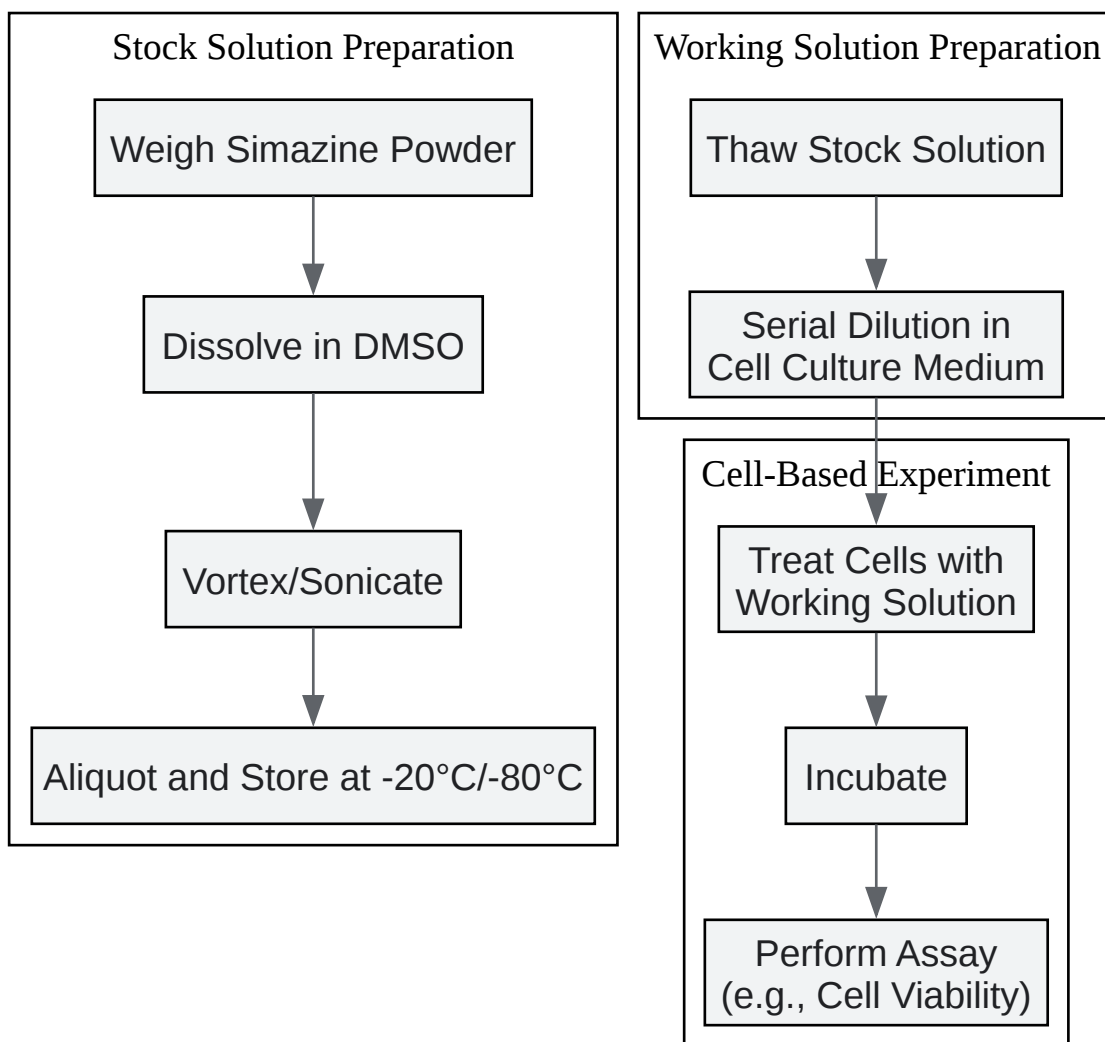 Stock Solution Preparation
Weigh Simazine Powder
Dissolve in DMSO
Vortex/Sonicate
Aliquot and Store at -20°C/-80°C
Working Solution Preparation
Thaw Stock Solution
Serial Dilution in
Cell Culture Medium
Cell-Based Experiment
Treat Cells with
Working Solution
Incubate
Perform Assay
(e.g., Cell Viability)